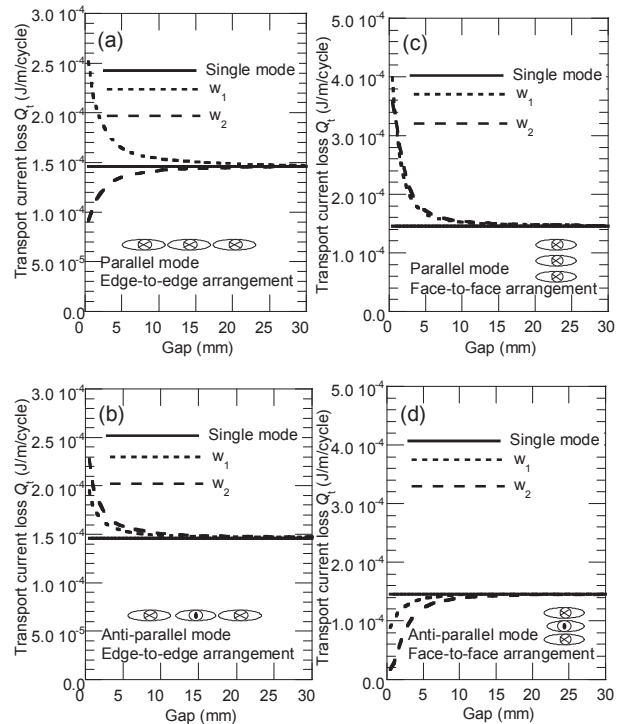 (a)
Transport current loss Qt (J/m/cycle)
3.0 10-4
2.5 10-4
2.0 10-4
1.5 10-4
1.0 10-4
5.0 10-5
0.0
Single mode
w1
w2
Parallel mode
Edge-to-edge arrangement
0 5 10 15 20 25 30
Gap (mm)
(c)
Transport current loss Qt (J/m/cycle)
5.0 10-4
4.0 10-4
3.0 10-4
2.0 10-4
1.0 10-4
0.0
Single mode
w1
w2
Parallel mode
Face-to-face arrangement
0 5 10 15 20 25 30
Gap (mm)
(b)
Transport current loss Qt (J/m/cycle)
3.0 10-4
2.5 10-4
2.0 10-4
1.5 10-4
1.0 10-4
5.0 10-5
0.0
Single mode
w1
w2
Anti-parallel mode
Edge-to-edge arrangement
0 5 10 15 20 25 30
Gap (mm)
(d)
Transport current loss Qt (J/m/cycle)
5.0 10-4
4.0 10-4
3.0 10-4
2.0 10-4
1.0 10-4
0.0
Single mode
w1
w2
Anti-parallel mode
Face-to-face arrangement
0 5 10 15 20 25 30
Gap (mm)